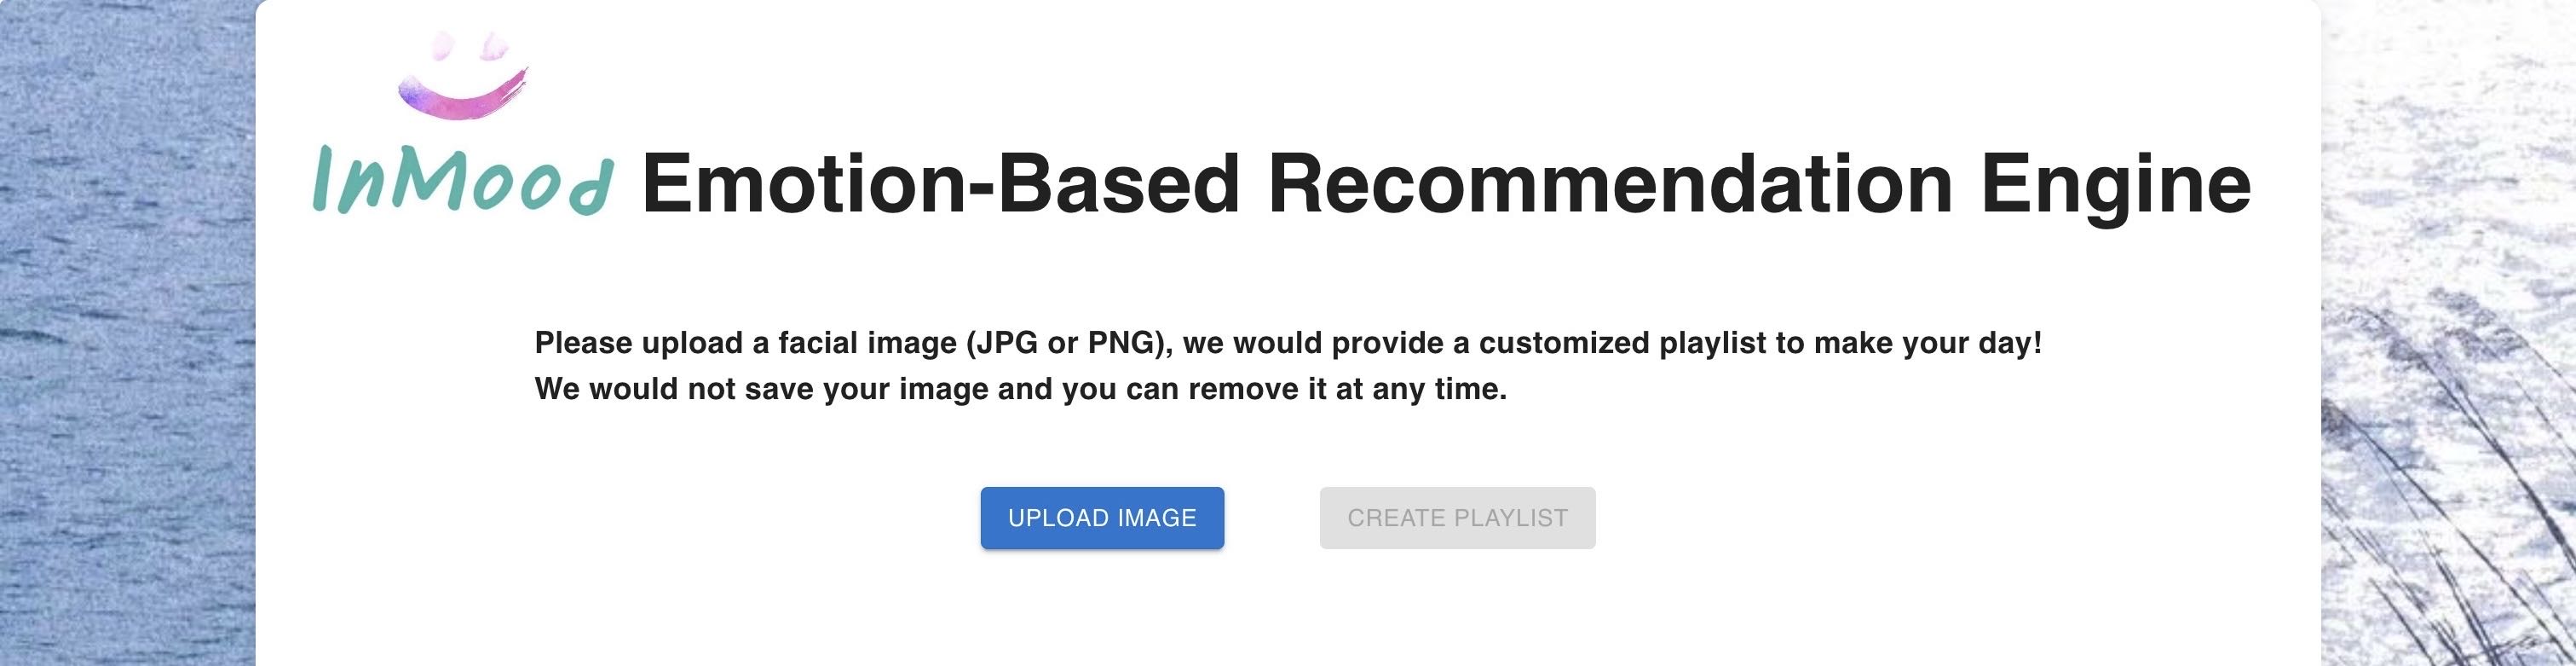 InMood Emotion-Based Recommendation Engine
Please upload a facial image (JPG or PNG), we would provide a customized playlist to make your day!
We would not save your image and you can remove it at any time.
UPLOAD IMAGE
CREATE PLAYLIST